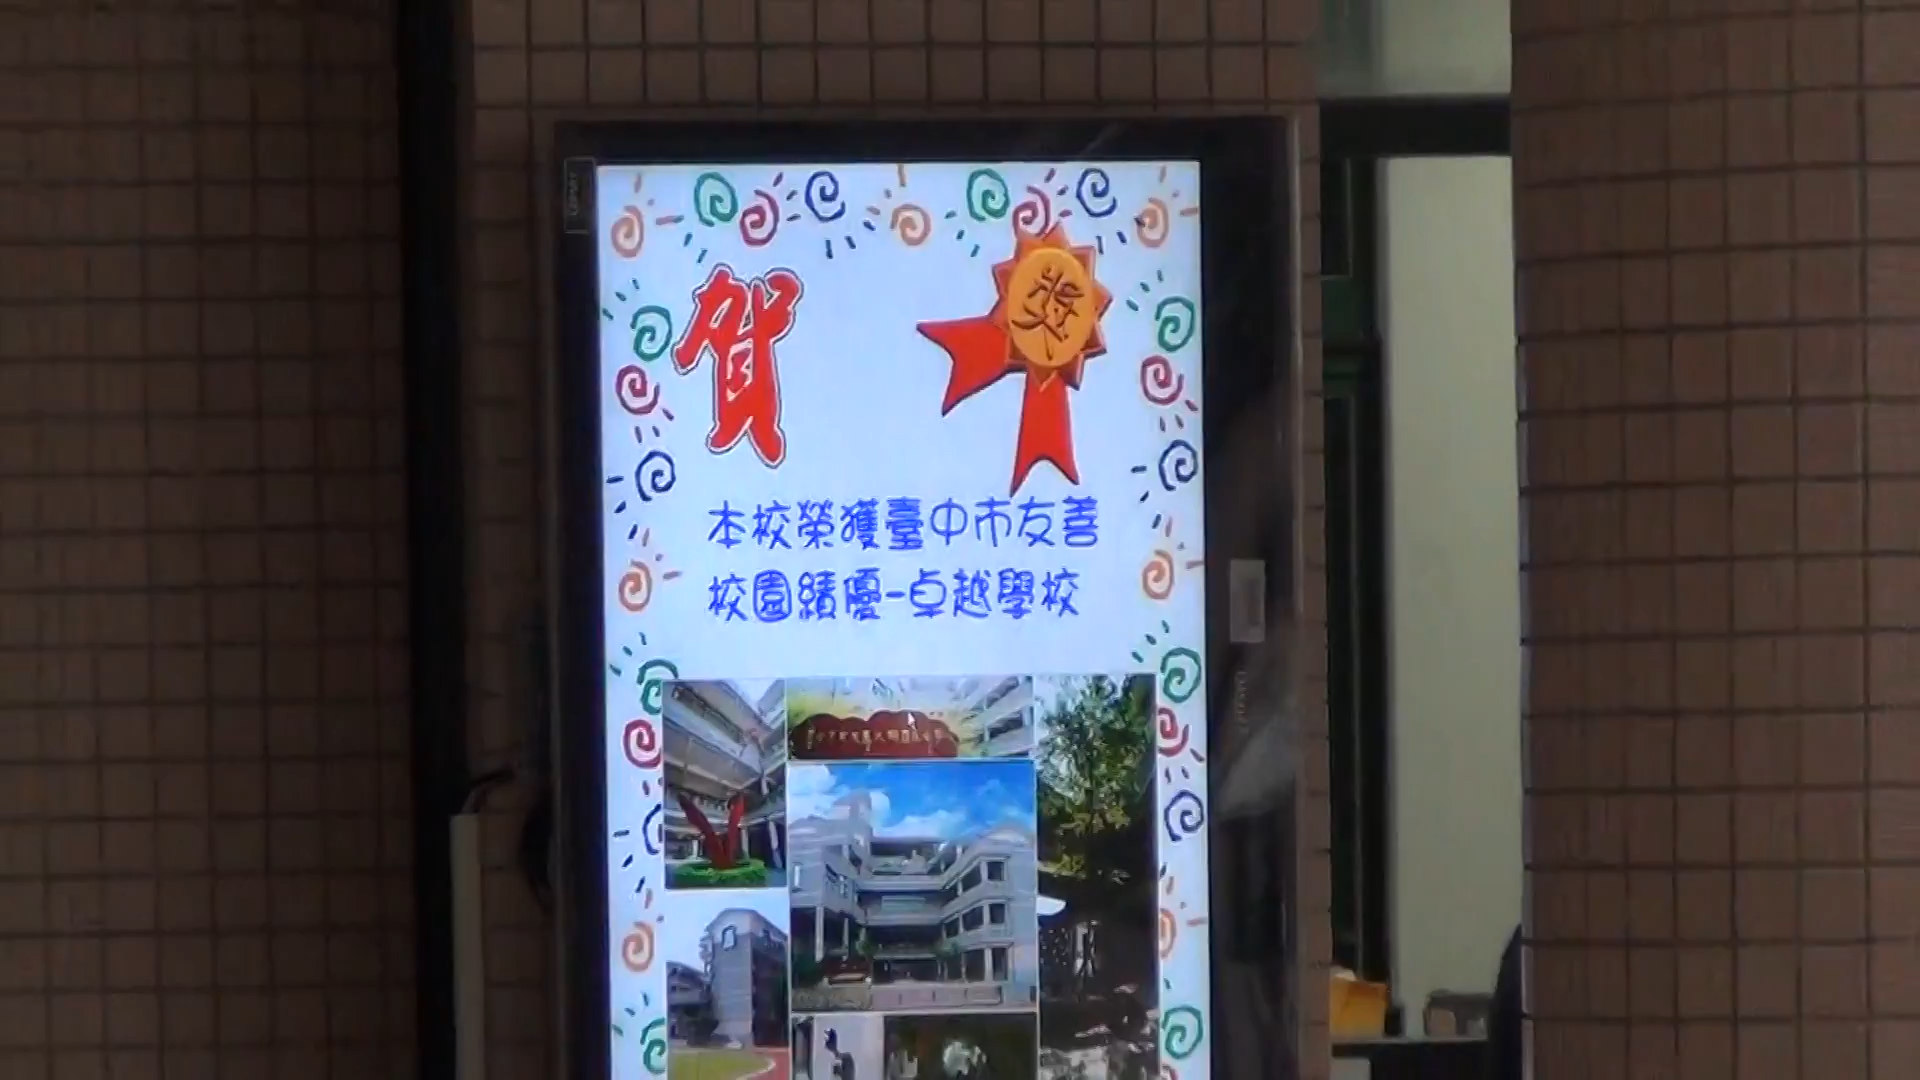 賀
獎
本校榮獲臺中市友善
校園績優-卓越學校